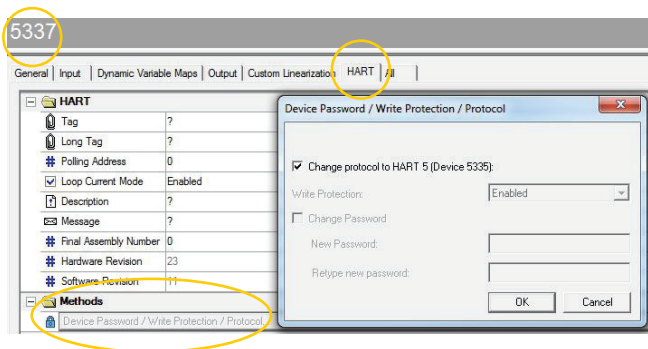 5337
General | Input | Dynamic Variable Maps | Output | Custom Linearization | HART | All
HART
Tag ?
Long Tag ?
Polling Address 0
Loop Current Mode Enabled
Description ?
Message ?
Final Assembly Number 0
Hardware Revision 23
Software Revision 11
Methods
Device Password / Write Protection / Protocol
Device Password / Write Protection / Protocol
Change protocol to HART 5 (Device 5335):
Write Protection: Enabled
Change Password
New Password:
Retype new password:
OK Cancel